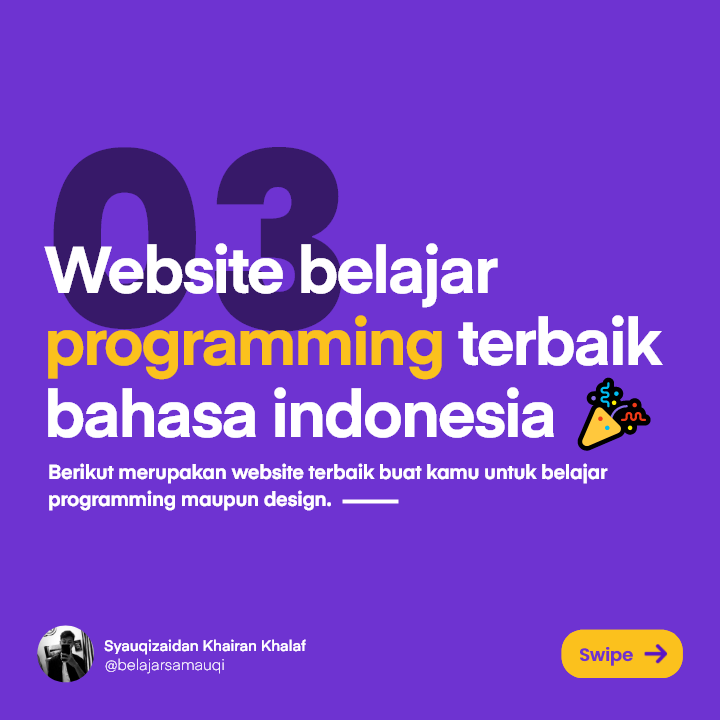 03
Website belajar
programming terbaik
bahasa indonesia
Berikut merupakan website terbaik buat kamu untuk belajar
programming maupun design.
Syauqizaidan Khairan Khalaf
@belajarsamauqi
Swipe